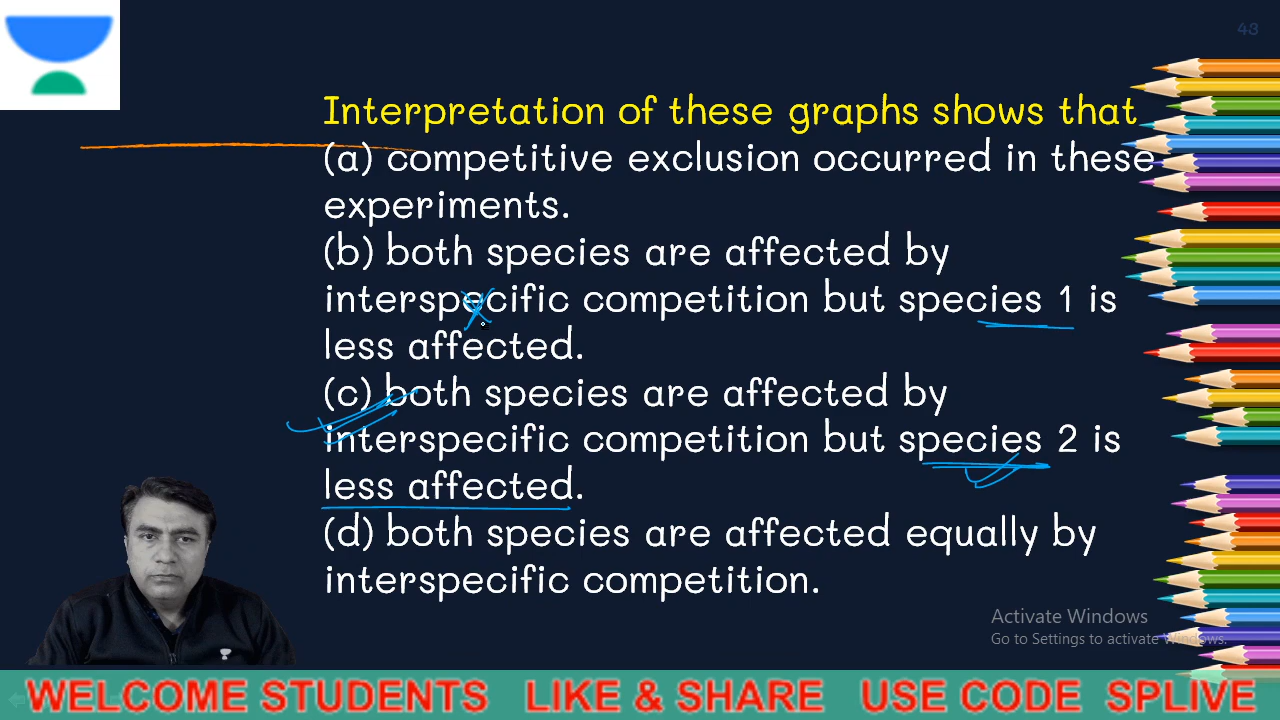 43
Interpretation of these graphs shows that
(a) competitive exclusion occurred in these
experiments.
(b) both species are affected by
interspecific competition but species 1 is
less affected.
(c) both species are affected by
interspecific competition but species 2 is
less affected.
(d) both species are affected equally by
interspecific competition.
Activate Windows
Go to Settings to activate Windows.
WELCOME STUDENTS LIKE & SHARE USE CODE SPLIVE